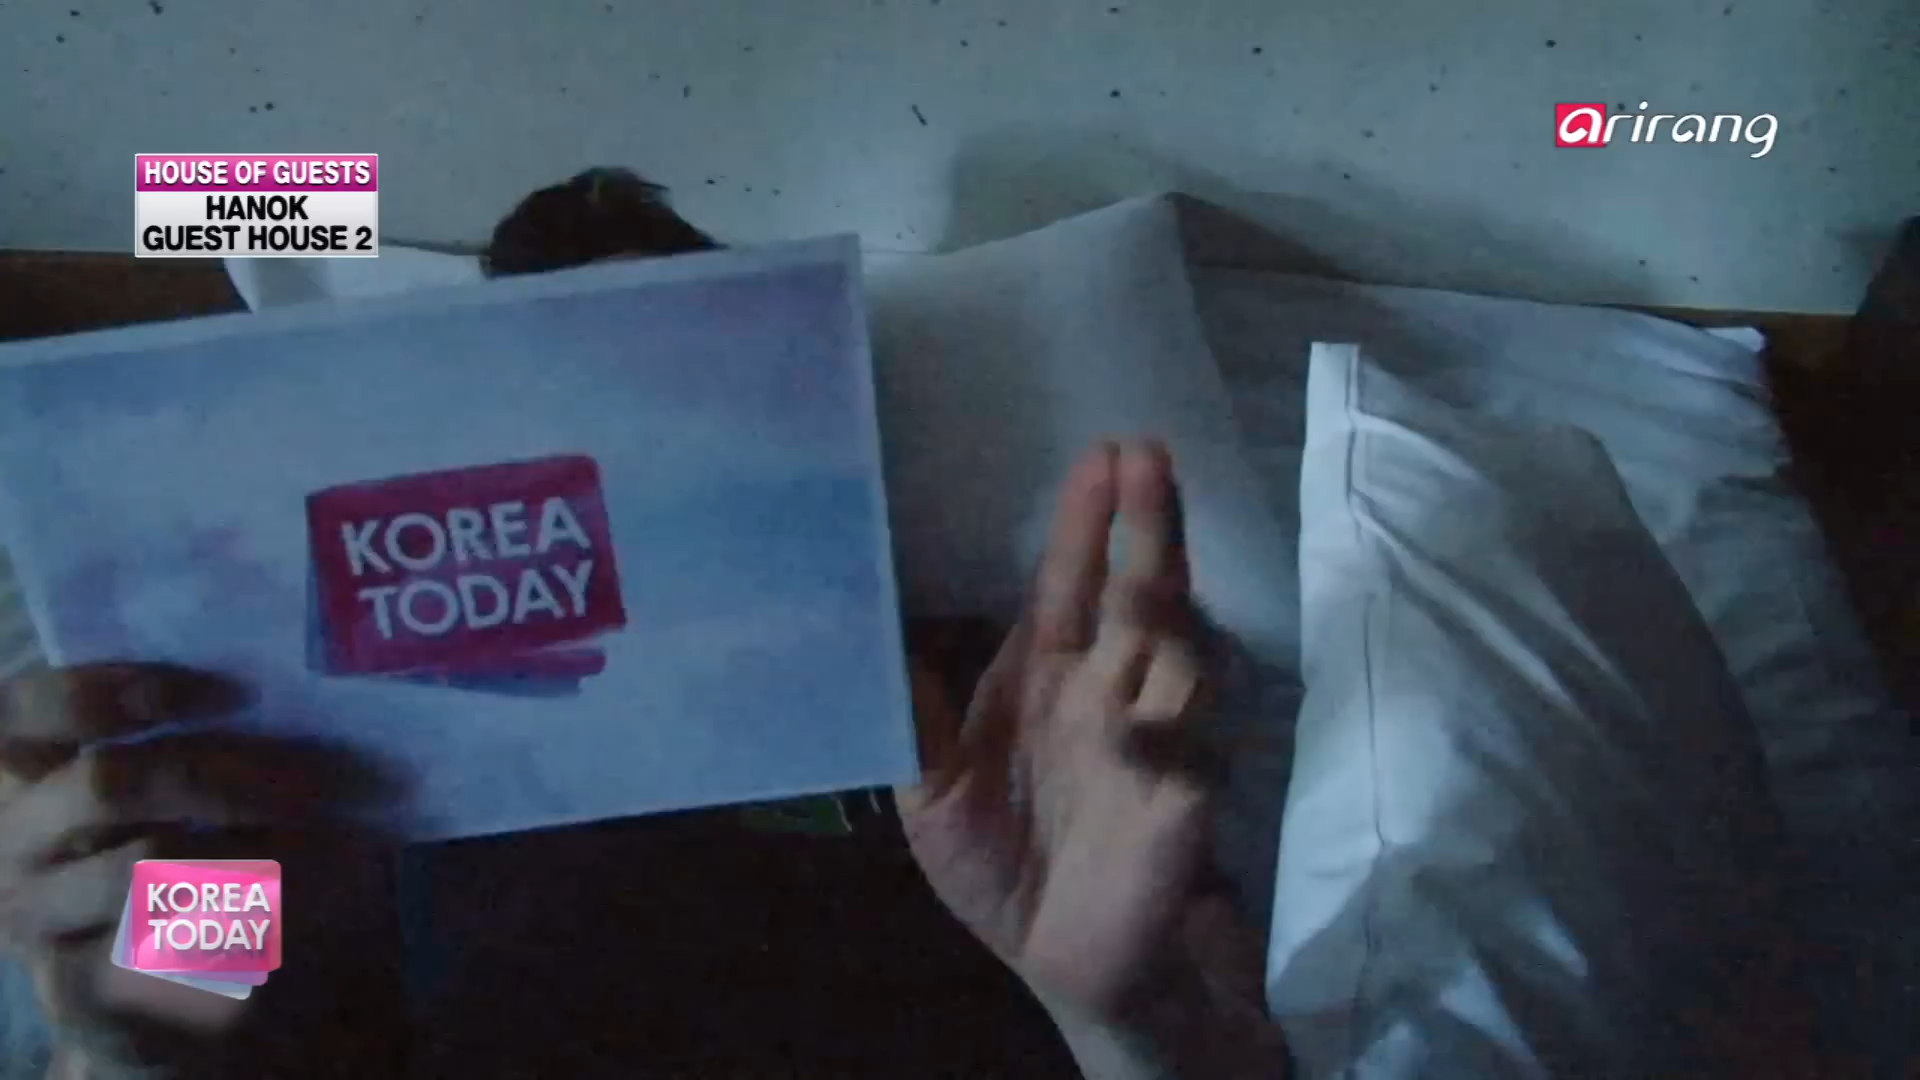 arirang
HOUSE OF GUESTS
HANOK
GUEST HOUSE 2
KOREA
TODAY
KOREA
TODAY